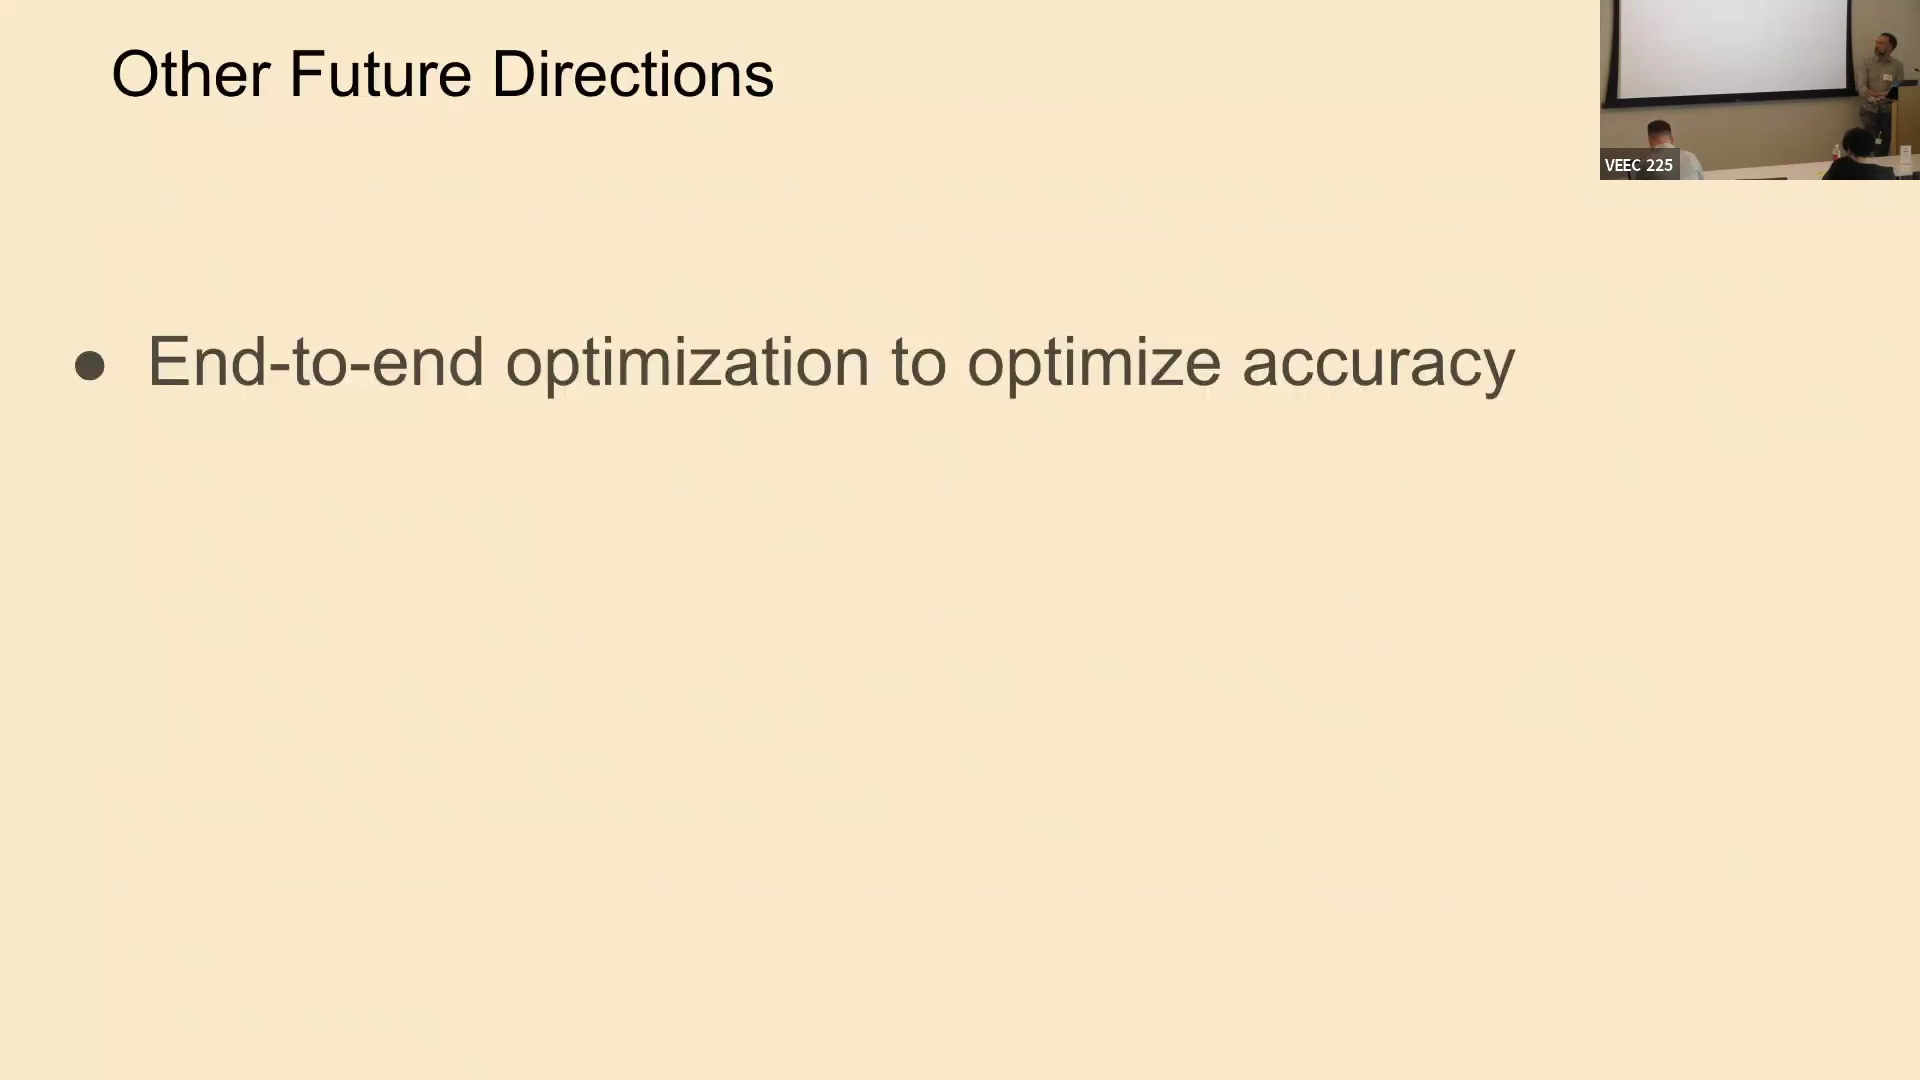 Other Future Directions
VEEC 225
● End-to-end optimization to optimize accuracy